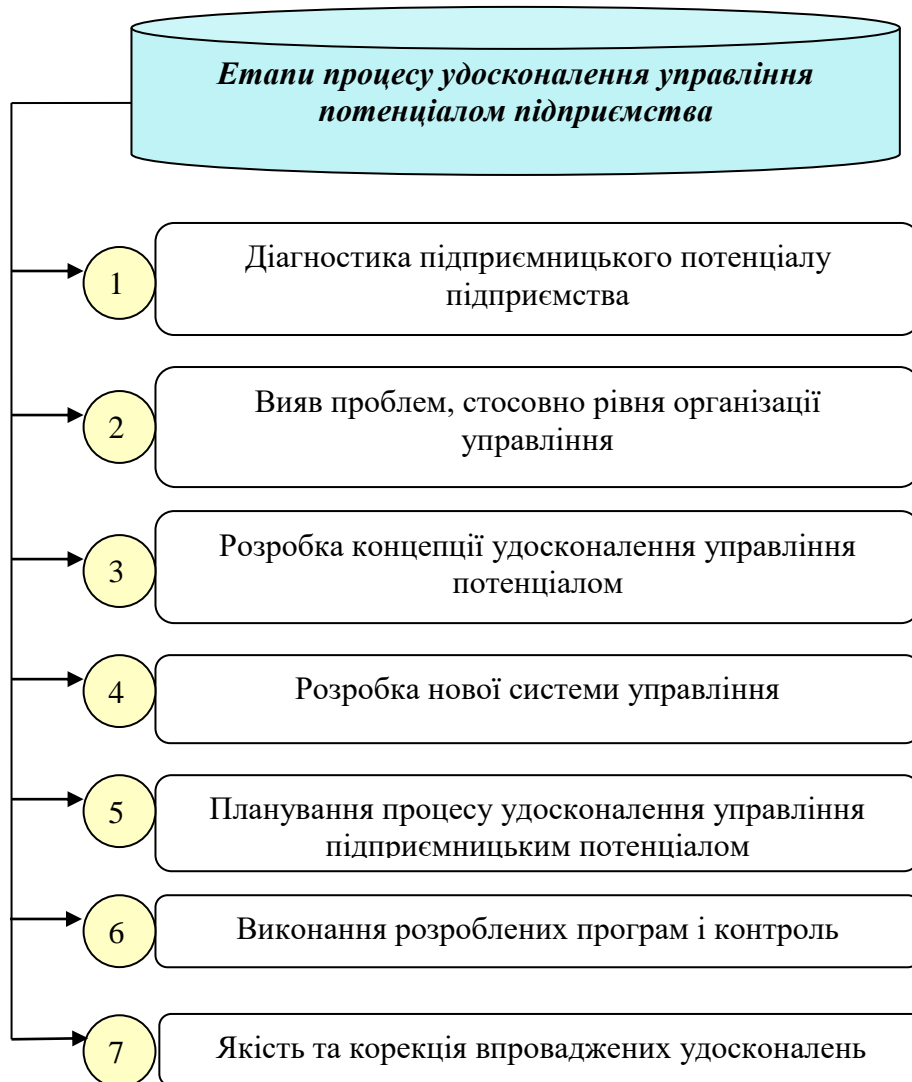 Етапи процесу удосконалення управління
потенціалом підприємства
1
Діагностика підприємницького потенціалу
підприємства
2
Вияв проблем, стосовно рівня організації
управління
3
Розробка концепції удосконалення управління
потенціалом
4
Розробка нової системи управління
5
Планування процесу удосконалення управління
підприємницьким потенціалом
6
Виконання розроблених програм і контроль
7
Якість та корекція впроваджених удосконалень